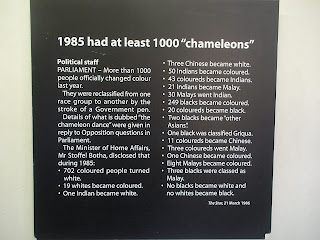 1985 had at least 1000 "chameleons"
Political staff
PARLIAMENT – More than 1000
people officially changed colour
last year.
They were reclassified from one
race group to another by the
stroke of a Government pen.
Details of what is dubbed "the
chameleon dance" were given in
reply to Opposition questions in
Parliament.
The Minister of Home Affairs,
Mr Stoffel Botha, disclosed that
during 1985:
• 702 coloured people turned
white.
• 19 whites became coloured.
• One Indian became white.
• Three Chinese became white.
• 50 Indians became coloured.
• 43 coloureds became Indians.
• 21 Indians became Malay.
• 30 Malays went Indian.
• 249 blacks became coloured.
• 20 coloureds became black.
• Two blacks became "other
Asians".
• One black was classified Griqua.
• 11 coloureds became Chinese.
• Three coloureds went Malay.
• One Chinese became coloured.
• Eight Malays became coloured.
• Three blacks were classed as
Malay.
• No blacks became white and
no whites became black.
The Star, 21 March 1986